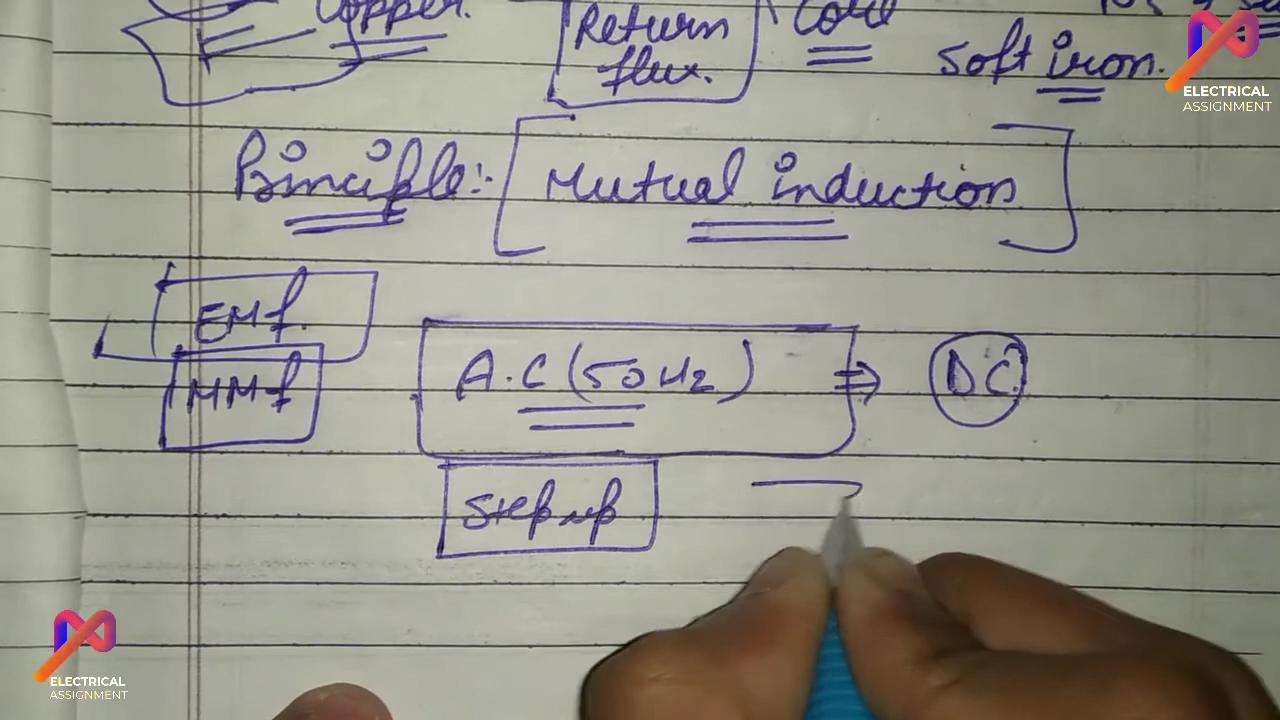 Copper.
Return
flux.
Core
Soft iron.
ELECTRICAL
ASSIGNMENT
Principle:- [Mutual induction]
EMf.
MMf
A.C (50Hz) ⇒ DC
Step up
ELECTRICAL
ASSIGNMENT